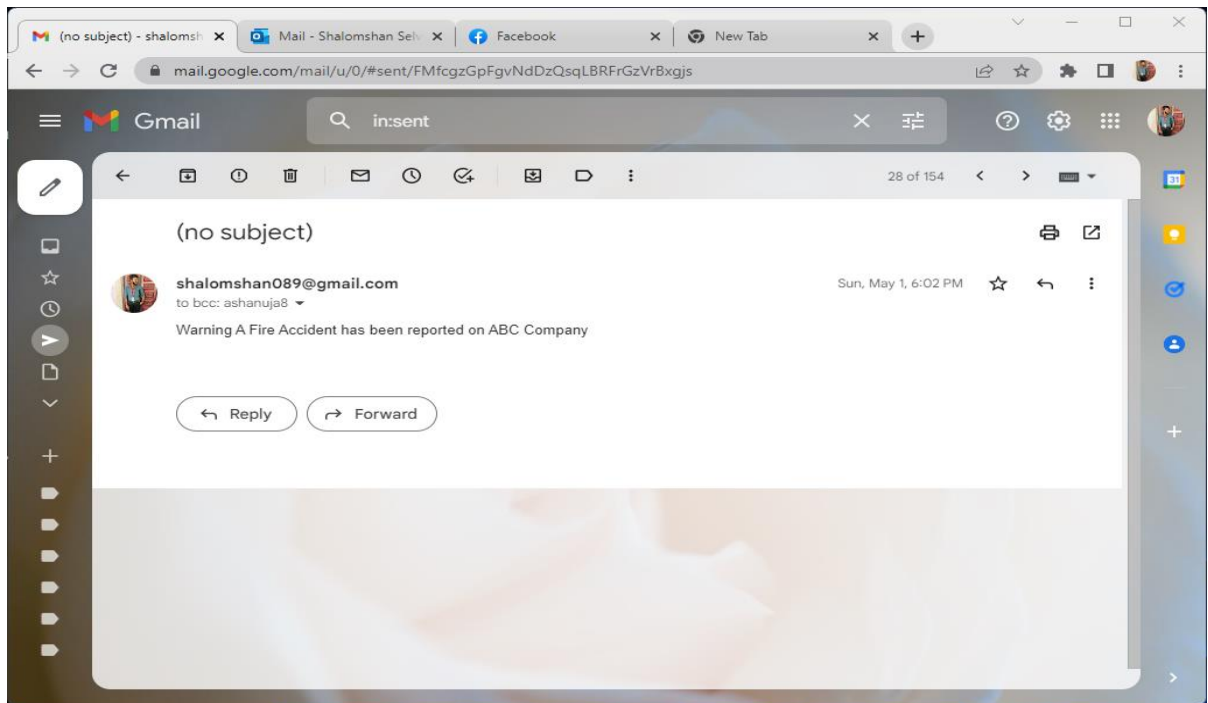 (no subject) - shalomsh
Mail - Shalomshan Selv
Facebook
New Tab
mail.google.com/mail/u/0/#sent/FMfcgzGpFgvNdDzQsqLBRFrGzVrBxgjs
Gmail
in:sent
28 of 154
31
(no subject)
shalomshan089@gmail.com
Sun, May 1, 6:02 PM
to bcc: ashanuja8
Warning A Fire Accident has been reported on ABC Company
Reply
Forward